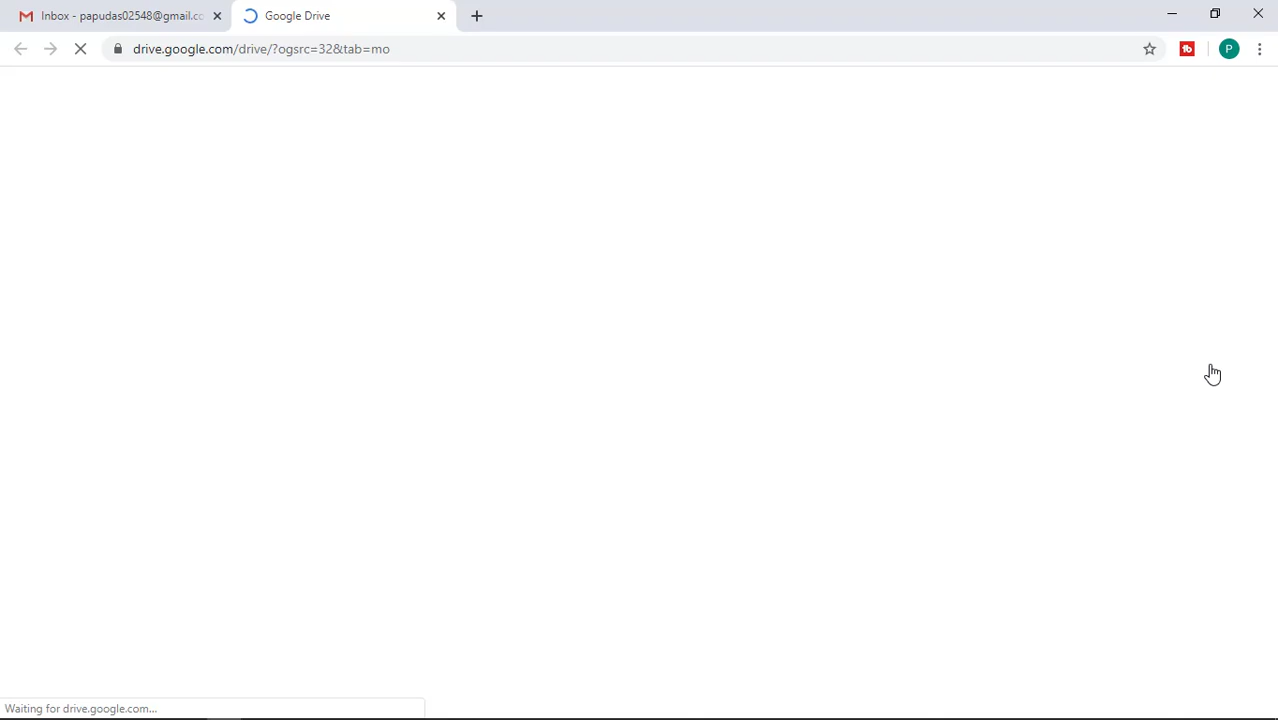 Inbox - papudas02548@gmail.cc
Google Drive
drive.google.com/drive/?ogsrc=32&tab=mo
P
Waiting for drive.google.com...